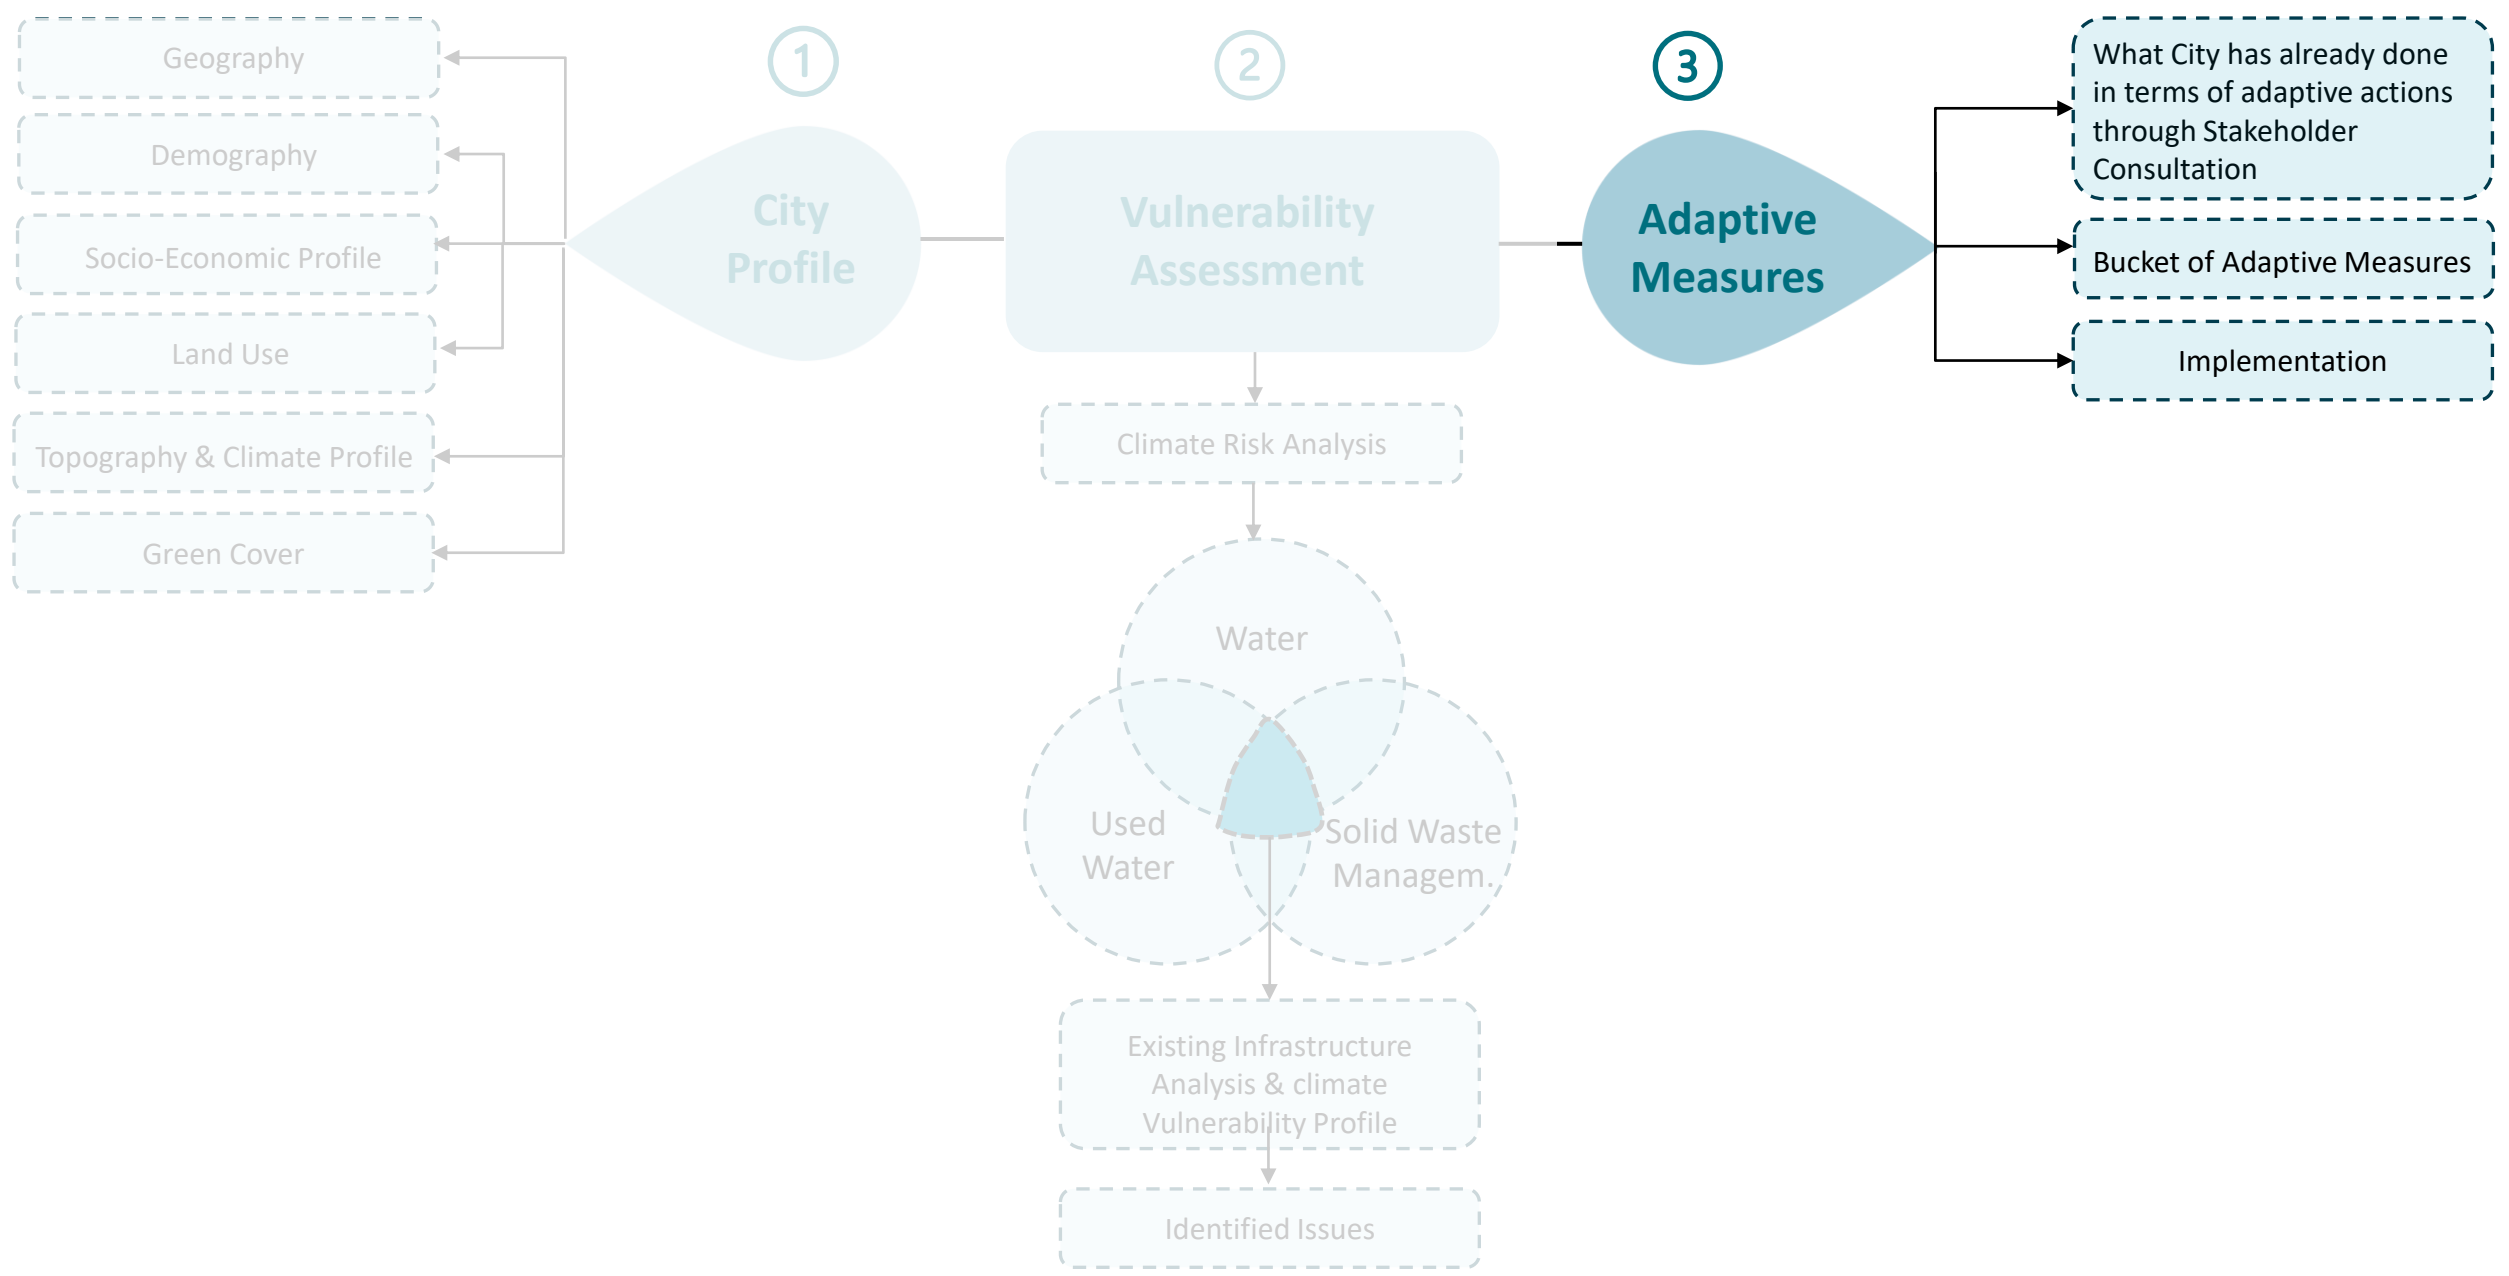 1
City
Profile
Geography
Demography
Socio-Economic Profile
Land Use
Topography & Climate Profile
Green Cover
2
Vulnerability
Assessment
Climate Risk Analysis
Water
Used
Water
Solid Waste
Managem.
Existing Infrastructure
Analysis & climate
Vulnerability Profile
Identified Issues
3
Adaptive
Measures
What City has already done
in terms of adaptive actions
through Stakeholder
Consultation
Bucket of Adaptive Measures
Implementation